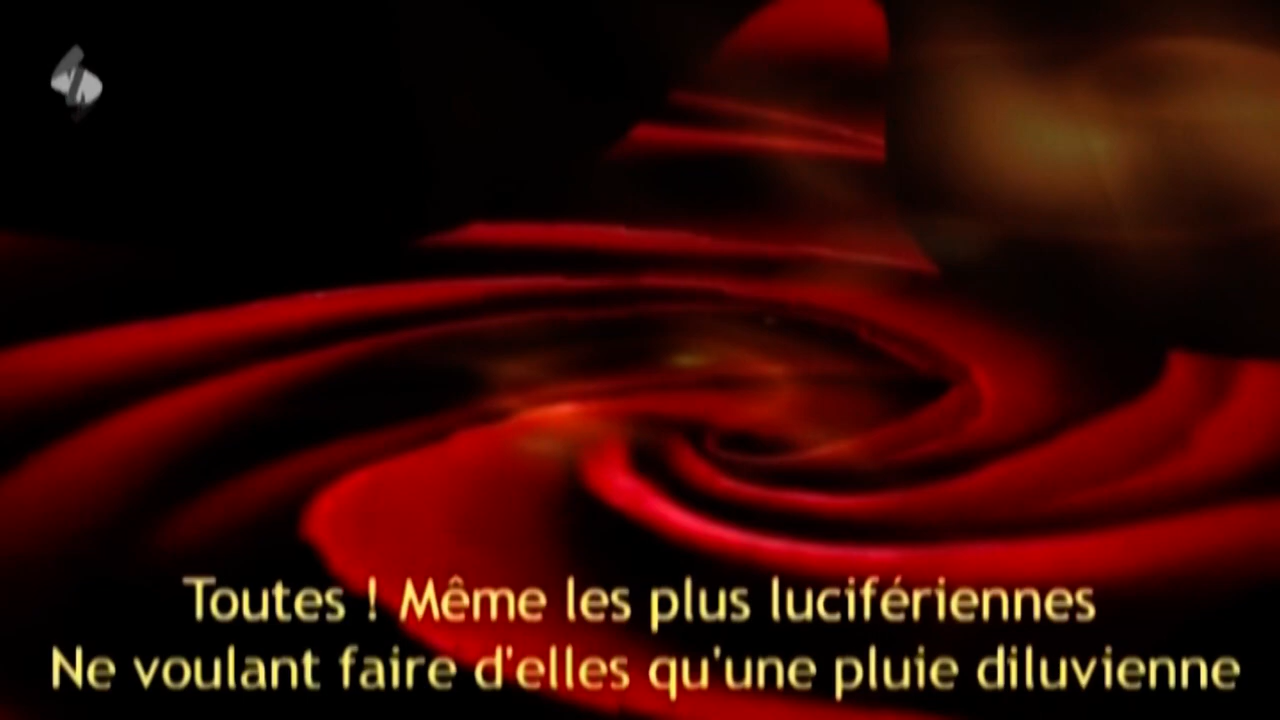 Toutes ! Même les plus lucifériennes
Ne voulant faire d'elles qu'une pluie diluvienne